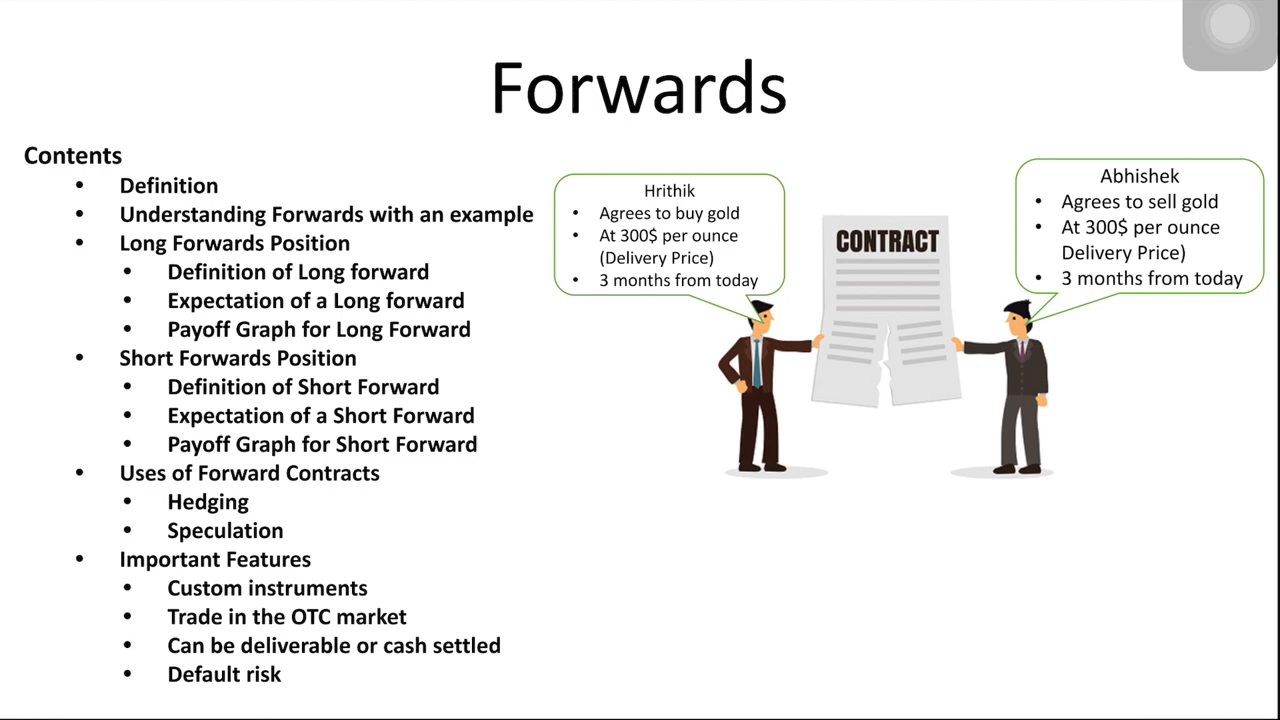 Forwards
Contents
• Definition
• Understanding Forwards with an example
• Long Forwards Position
• Definition of Long forward
• Expectation of a Long forward
• Payoff Graph for Long Forward
• Short Forwards Position
• Definition of Short Forward
• Expectation of a Short Forward
• Payoff Graph for Short Forward
• Uses of Forward Contracts
• Hedging
• Speculation
• Important Features
• Custom instruments
• Trade in the OTC market
• Can be deliverable or cash settled
• Default risk
Hrithik
• Agrees to buy gold
• At 300$ per ounce
(Delivery Price)
• 3 months from today
CONTRACT
Abhishek
• Agrees to sell gold
• At 300$ per ounce
Delivery Price)
• 3 months from today